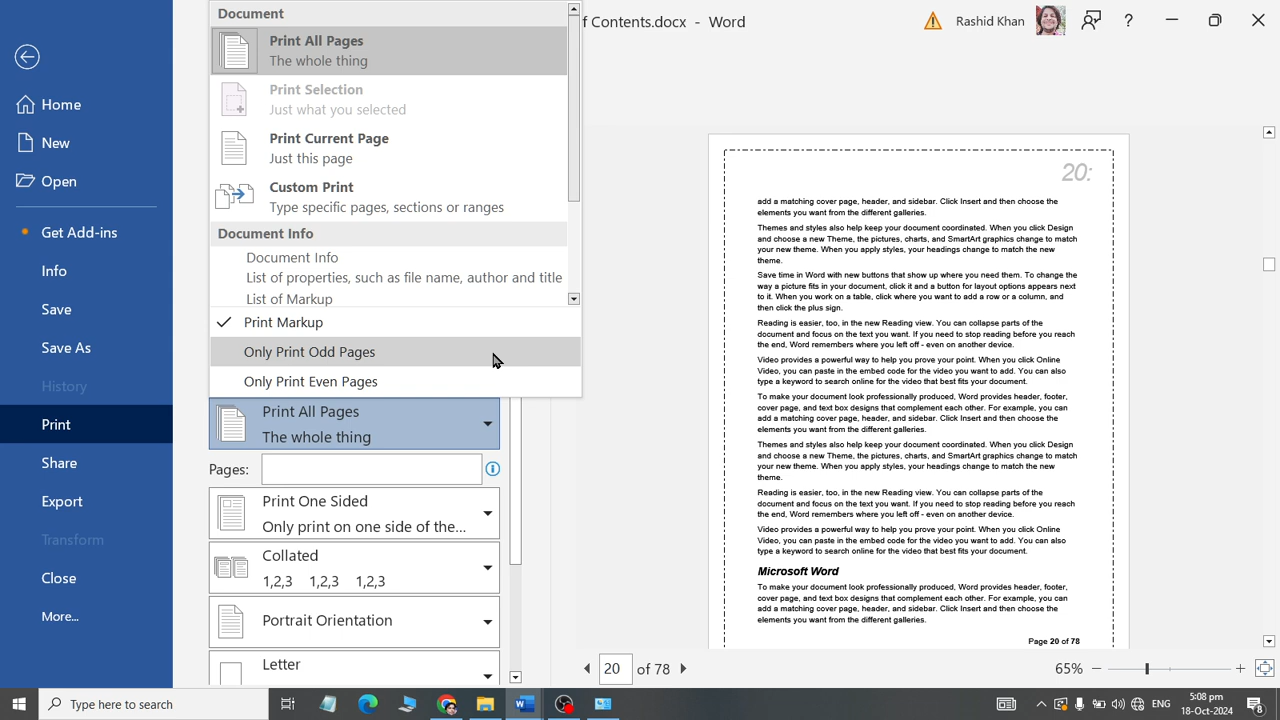 Document
Print All Pages
The whole thing
Print Selection
Just what you selected
Print Current Page
Just this page
Custom Print
Type specific pages, sections or ranges
Document Info
Document Info
List of properties, such as file name, author and title
List of Markup
Print Markup
Only Print Odd Pages
Only Print Even Pages
Print All Pages
The whole thing
Pages:
Print One Sided
Only print on one side of the...
Collated
1,2,3 1,2,3 1,2,3
Portrait Orientation
Letter
Home
New
Open
Get Add-ins
Info
Save
Save As
History
Print
Share
Export
Transform
Close
More...
f Contents.docx - Word
Rashid Khan
?
20:
add a matching cover page, header, and sidebar. Click Insert and then choose the
elements you want from the different galleries.
Themes and styles also help keep your document coordinated. When you click Design
and choose a new Theme, the pictures, charts, and SmartArt graphics change to match
your new theme. When you apply styles, your headings change to match the new
theme.
Save time in Word with new buttons that show up where you need them. To change the
way a picture fits in your document, click it and a button for layout options appears next
to it. When you work on a table, click where you want to add a row or a column, and
then click the plus sign.
Reading is easier, too, in the new Reading view. You can collapse parts of the
document and focus on the text you want. If you need to stop reading before you reach
the end, Word remembers where you left off - even on another device.
Video provides a powerful way to help you prove your point. When you click Online
Video, you can paste in the embed code for the video you want to add. You can also
type a keyword to search online for the video that best fits your document.
To make your document look professionally produced, Word provides header, footer,
cover page, and text box designs that complement each other. For example, you can
add a matching cover page, header, and sidebar. Click Insert and then choose the
elements you want from the different galleries.
Themes and styles also help keep your document coordinated. When you click Design
and choose a new Theme, the pictures, charts, and SmartArt graphics change to match
your new theme. When you apply styles, your headings change to match the new
theme.
Reading is easier, too, in the new Reading view. You can collapse parts of the
document and focus on the text you want. If you need to stop reading before you reach
the end, Word remembers where you left off - even on another device.
Video provides a powerful way to help you prove your point. When you click Online
Video, you can paste in the embed code for the video you want to add. You can also
type a keyword to search online for the video that best fits your document.
Microsoft Word
To make your document look professionally produced, Word provides header, footer,
cover page, and text box designs that complement each other. For example, you can
add a matching cover page, header, and sidebar. Click Insert and then choose the
elements you want from the different galleries.
Page 20 of 78
20 of 78
65%
Type here to search
ENG
5:08 pm
18-Oct-2024
8